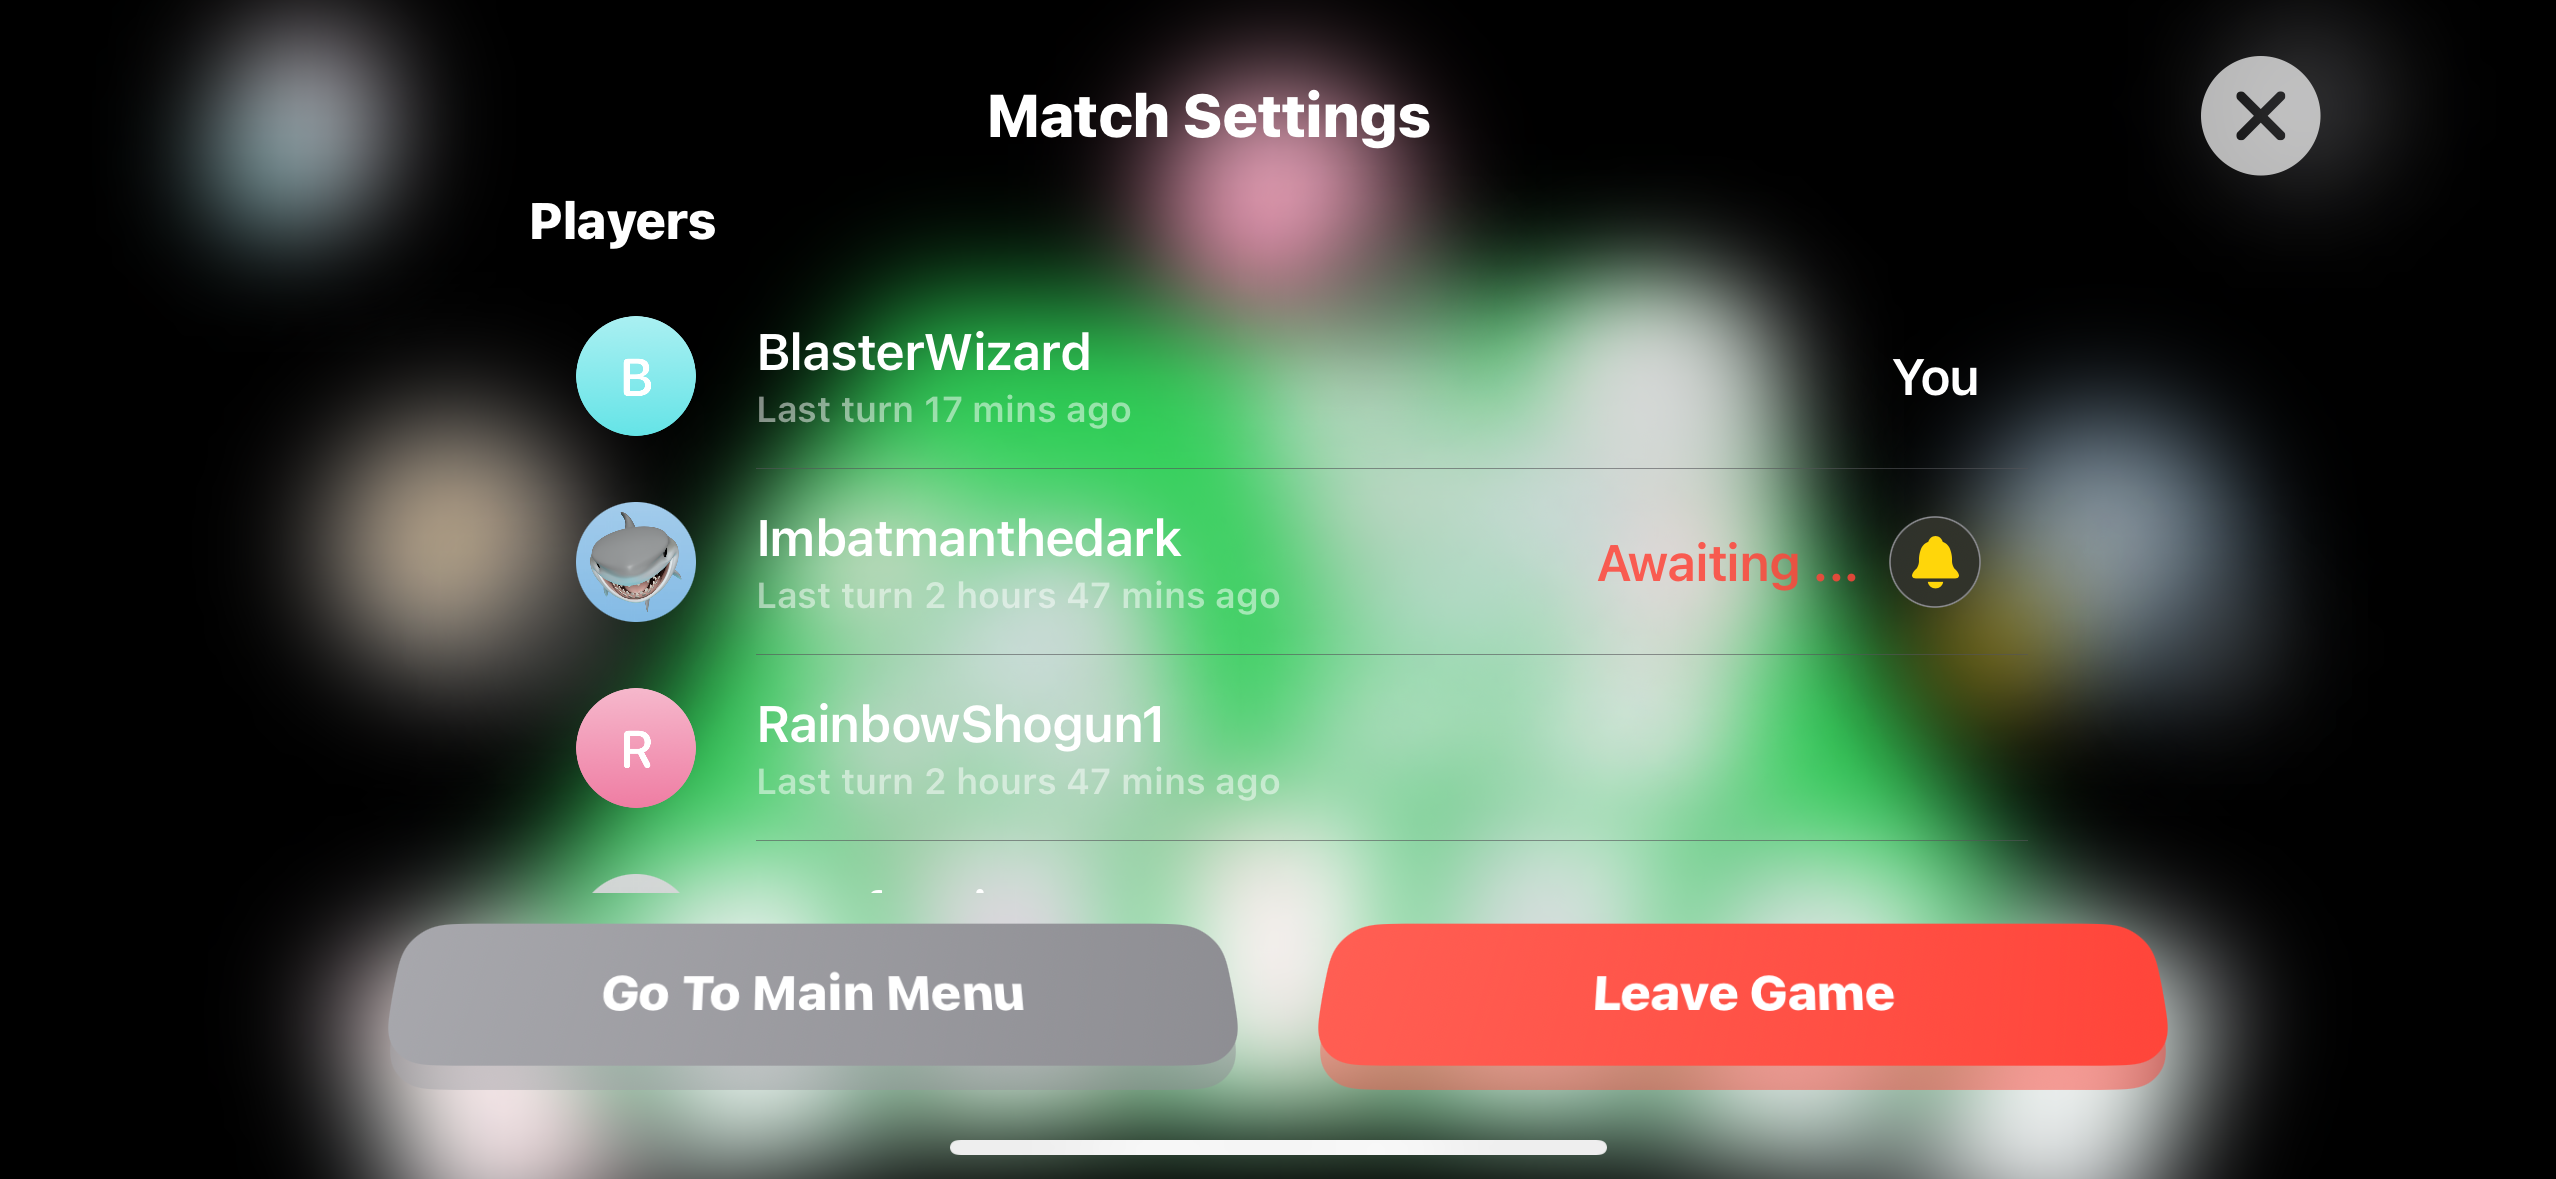 Match Settings
Players
B
BlasterWizard
Last turn 17 mins ago
You
Imbatmanthedark
Last turn 2 hours 47 mins ago
Awaiting ...
R
RainbowShogun1
Last turn 2 hours 47 mins ago
Go To Main Menu
Leave Game